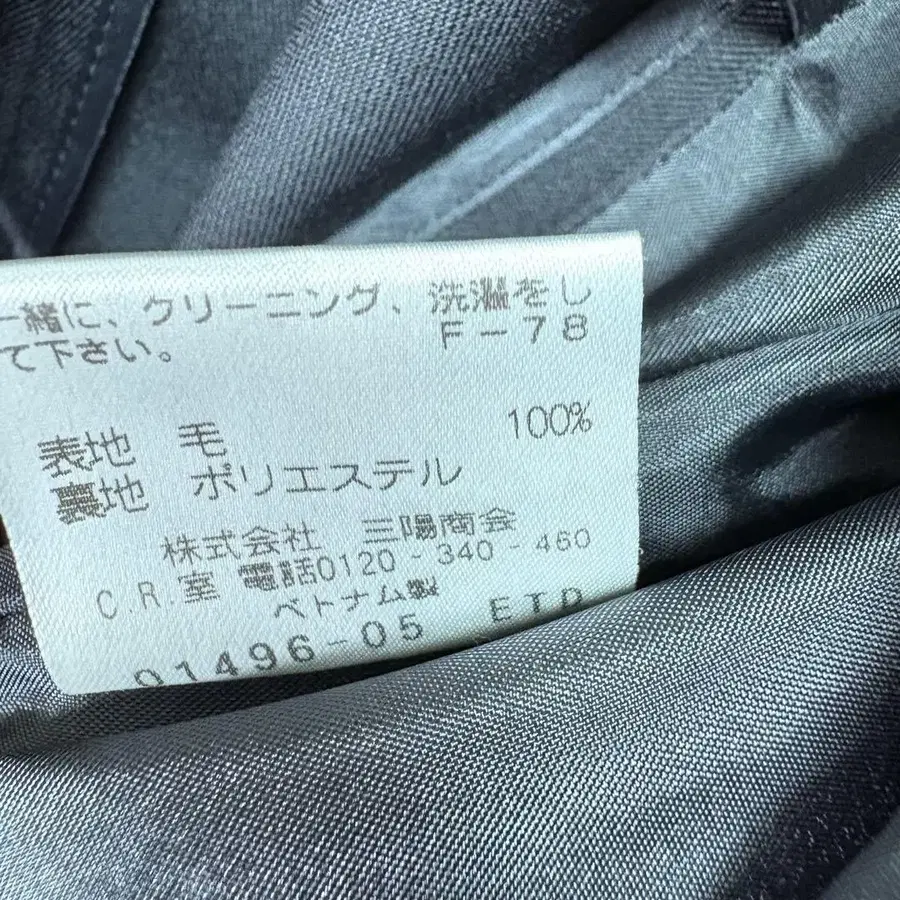 一緒に、クリーニング、洗濯をし
て下さい。 F-78
表地 毛 100%
裏地 ポリエステル
株式会社 三陽商会
C.R.室 電話0120-340-460
ベトナム製
01496-05 ETD